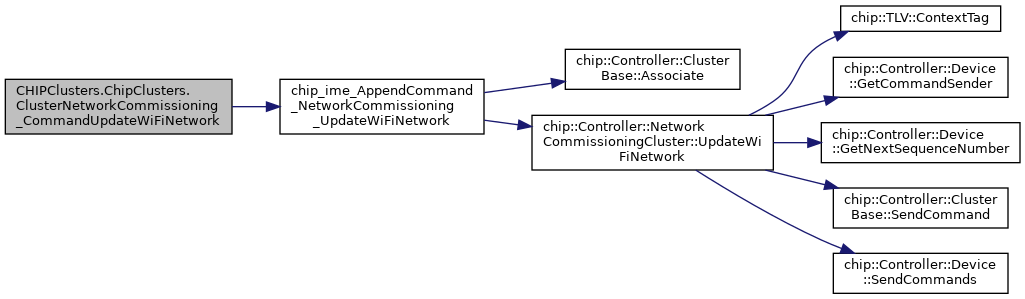 CHIPClusters.ChipClusters.
ClusterNetworkCommissioning
_CommandUpdateWiFiNetwork
chip_ime_AppendCommand
_NetworkCommissioning
_UpdateWiFiNetwork
chip::Controller::Cluster
Base::Associate
chip::Controller::Network
CommissioningCluster::UpdateWi
FiNetwork
chip::TLV::ContextTag
chip::Controller::Device
::GetCommandSender
chip::Controller::Device
::GetNextSequenceNumber
chip::Controller::Cluster
Base::SendCommand
chip::Controller::Device
::SendCommands